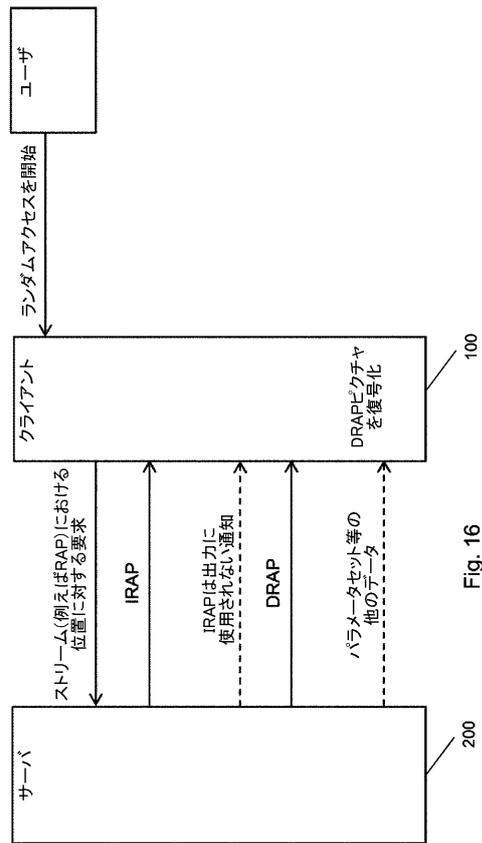 ユーザ
ランダムアクセスを開始
クライアント
ストリーム(例えばRAP)における
位置に対する要求
IRAP
IRAPは出力に
使用されない通知
DRAP
パラメータセット等の
他のデータ
DRAPピクチャ
を復号化
100
サーバ
200
Fig. 16